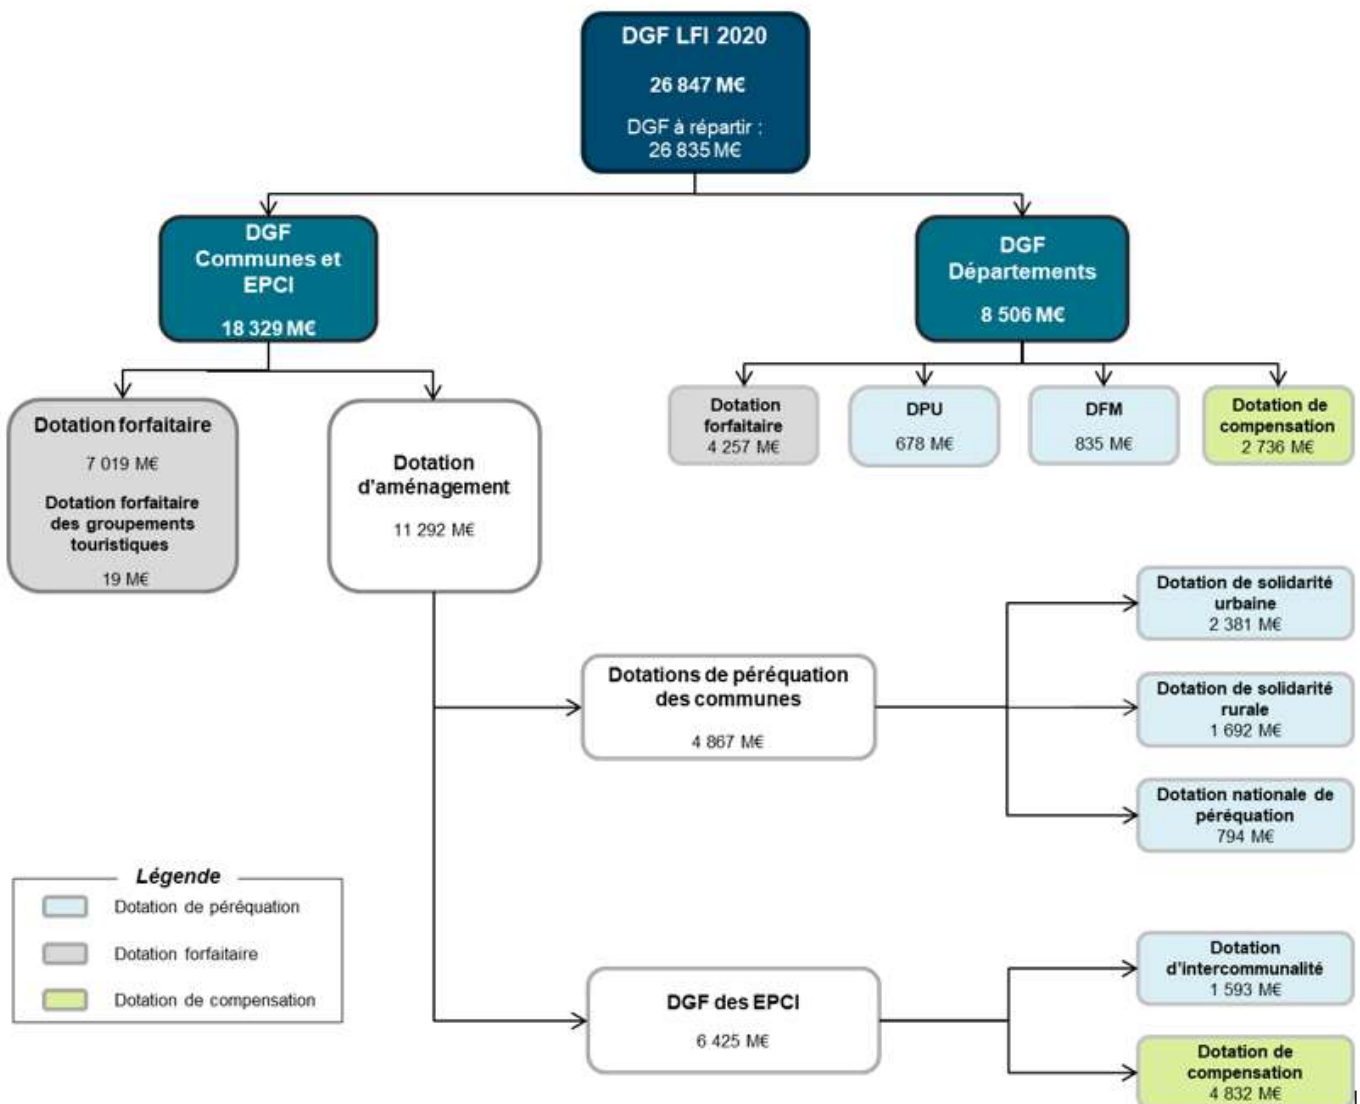 DGF LFI 2020
26 847 M€
DGF à répartir :
26 835 M€
DGF
Communes et
EPCI
18 329 M€
DGF
Départements
8 506 M€
Dotation forfaitaire
7 019 M€
Dotation forfaitaire
des groupements
touristiques
19 M€
Dotation
d'aménagement
11 292 M€
Dotation
forfaitaire
4 257 M€
DPU
678 M€
DFM
835 M€
Dotation de
compensation
2 736 M€
Dotations de péréquation
des communes
4 867 M€
Dotation de solidarité
urbaine
2 381 M€
Dotation de solidarité
rurale
1 692 M€
Dotation nationale de
péréquation
794 M€
Légende
Dotation de péréquation
Dotation forfaitaire
Dotation de compensation
DGF des EPCI
6 425 M€
Dotation
d'intercommunalité
1 593 M€
Dotation de
compensation
4 832 M€